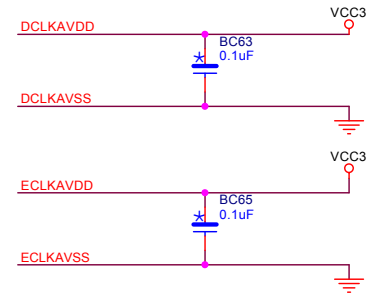 VCC3
DCLKAVDD
BC63
0.1uF
DCLKAVSS
VCC3
ECLKAVDD
BC65
0.1uF
ECLKAVSS